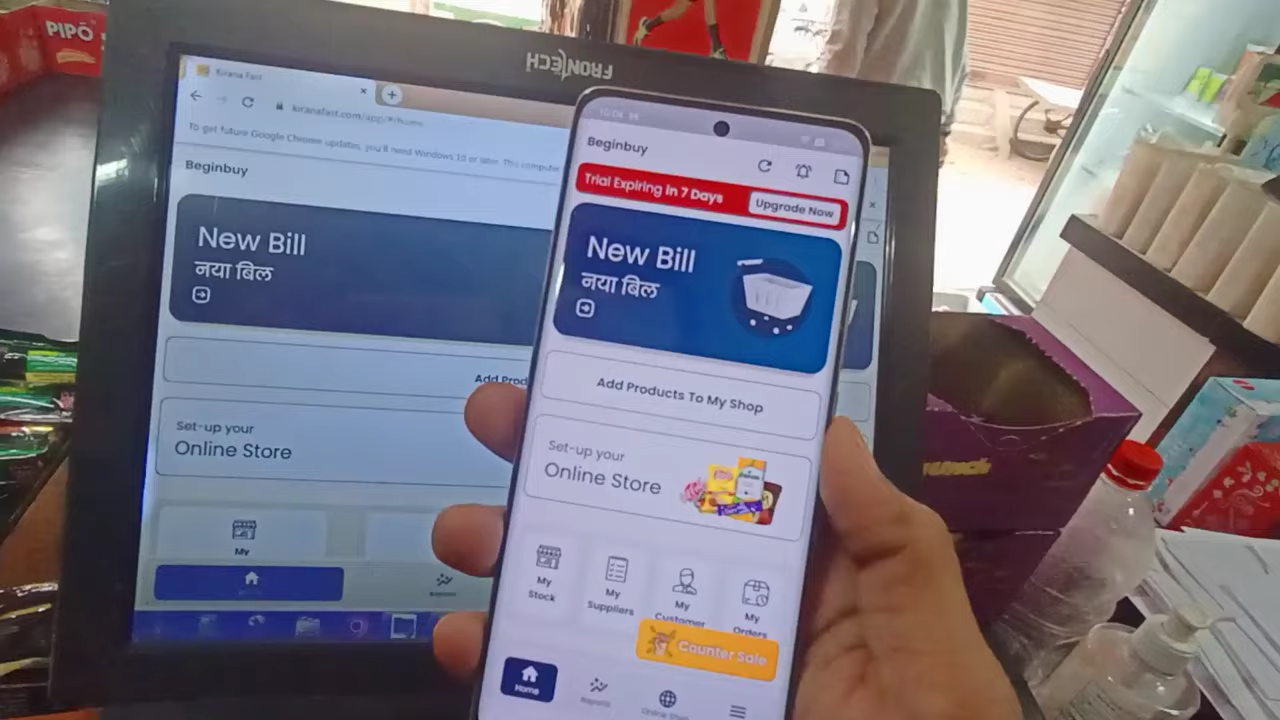 PIPÒ
FRONTECH
Kirana Fast
kiranafast.com/app/#/home
To get future Google Chrome updates, you'll need Windows 10 or later. This computer
Beginbuy
New Bill
नया बिल
Add Prod
Set-up your
Online Store
My
Beginbuy
Trial Expiring in 7 Days
Upgrade Now
New Bill
नया बिल
Add Products To My Shop
Set-up your
Online Store
My
Stock
My
Suppliers
My
Customer
My
Orders
Counter Sale
Home
Reports